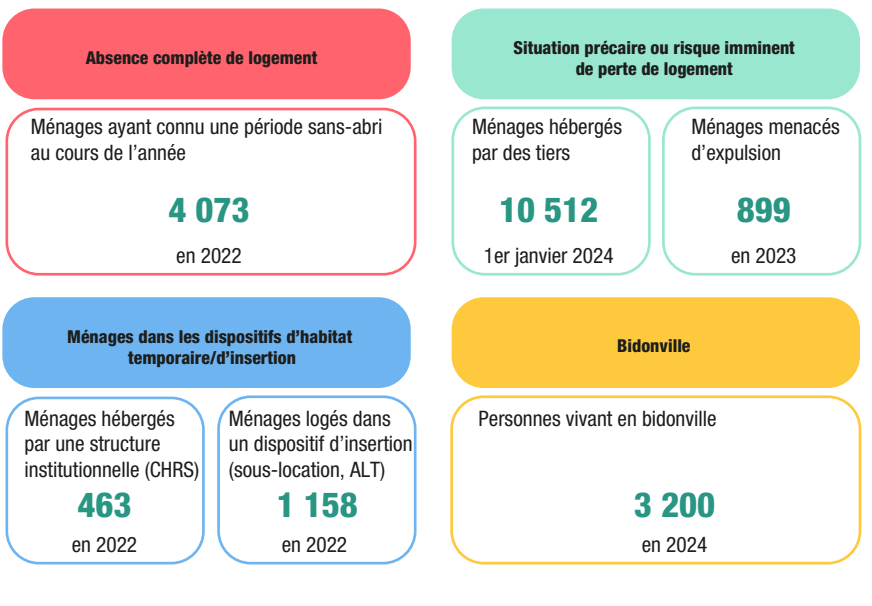 Absence complète de logement
Ménages ayant connu une période sans-abri
au cours de l'année
4 073
en 2022
Situation précaire ou risque imminent
de perte de logement
Ménages hébergés
par des tiers
10 512
1er janvier 2024
Ménages menacés
d'expulsion
899
en 2023
Ménages dans les dispositifs d'habitat
temporaire/d'insertion
Ménages hébergés
par une structure
institutionnelle (CHRS)
463
en 2022
Ménages logés dans
un dispositif d'insertion
(sous-location, ALT)
1 158
en 2022
Bidonville
Personnes vivant en bidonville
3 200
en 2024